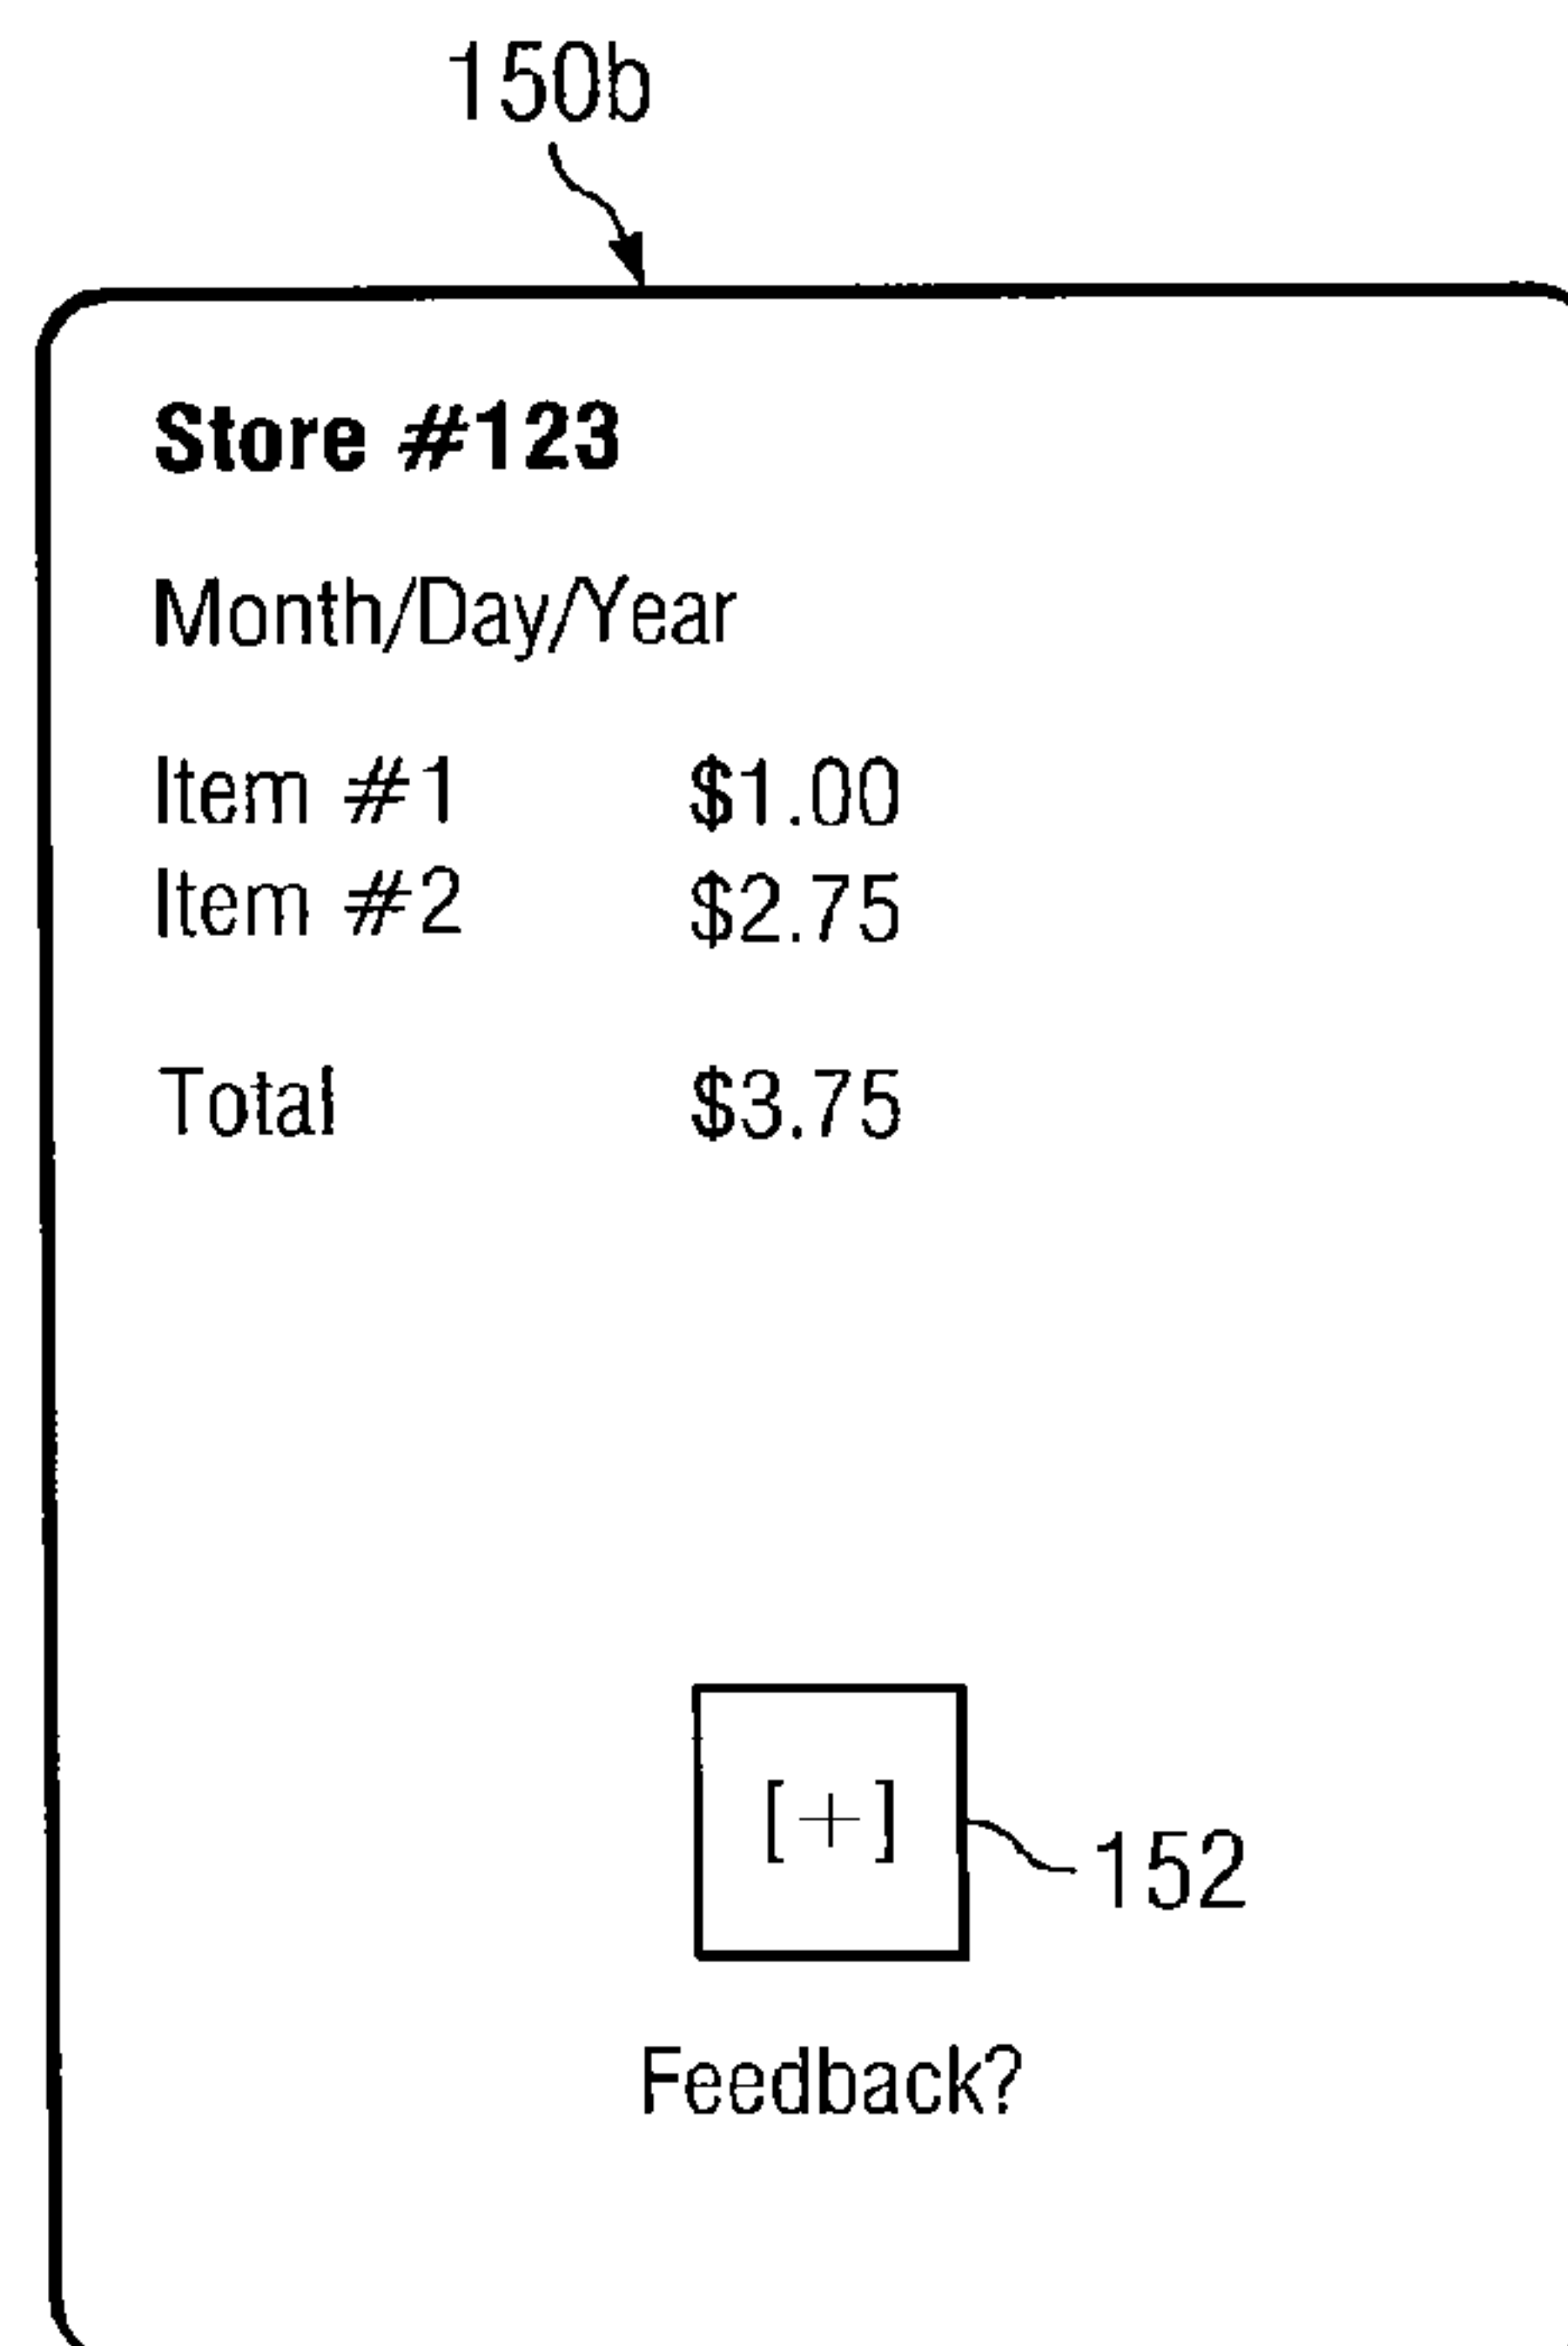 150b
Store #123
Month/Day/Year
Item #1 $1.00
Item #2 $2.75
Total $3.75
[+]
152
Feedback?